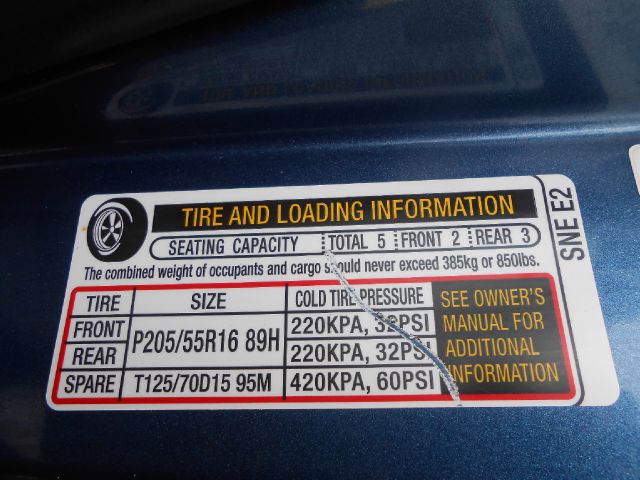 TIRE AND LOADING INFORMATION
SEATING CAPACITY TOTAL 5 FRONT 2 REAR 3
The combined weight of occupants and cargo should never exceed 385kg or 850lbs.
TIRE SIZE COLD TIRE PRESSURE SEE OWNER'S MANUAL FOR ADDITIONAL INFORMATION
FRONT P205/55R16 89H 220KPA, 32PSI
REAR 220KPA, 32PSI
SPARE T125/70D15 95M 420KPA, 60PSI
SNE E2